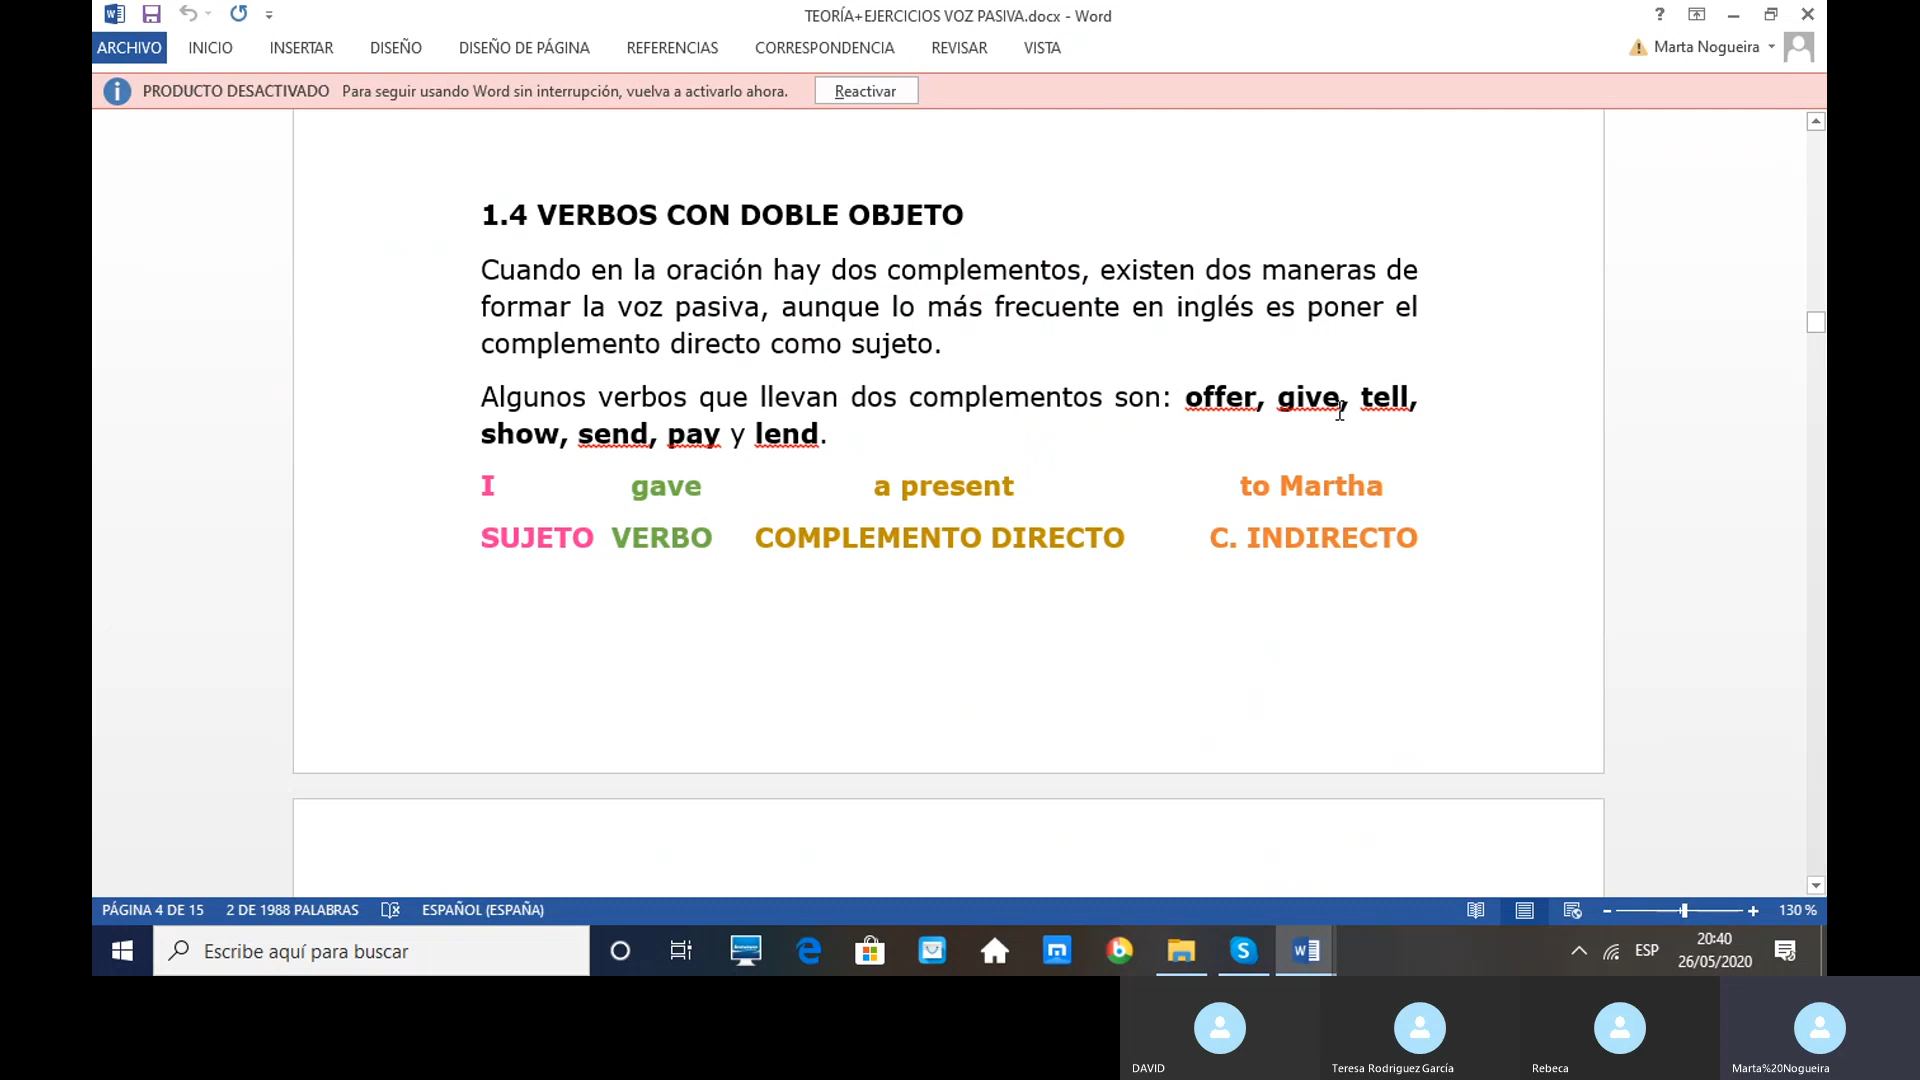 TEORÍA+EJERCICIOS VOZ PASIVA.docx - Word
?
ARCHIVO INICIO INSERTAR DISEÑO DISEÑO DE PÁGINA REFERENCIAS CORRESPONDENCIA REVISAR VISTA Marta Nogueira
PRODUCTO DESACTIVADO Para seguir usando Word sin interrupción, vuelva a activarlo ahora. Reactivar
1.4 VERBOS CON DOBLE OBJETO
Cuando en la oración hay dos complementos, existen dos maneras de
formar la voz pasiva, aunque lo más frecuente en inglés es poner el
complemento directo como sujeto.
Algunos verbos que llevan dos complementos son: offer, give, tell,
show, send, pay y lend.
I gave a present to Martha
SUJETO VERBO COMPLEMENTO DIRECTO C. INDIRECTO
PÁGINA 4 DE 15 2 DE 1988 PALABRAS ESPAÑOL (ESPAÑA) 130 %
Escribe aquí para buscar
ESP
20:40
26/05/2020
DAVID Teresa Rodriguez García Rebeca Marta%20Nogueira